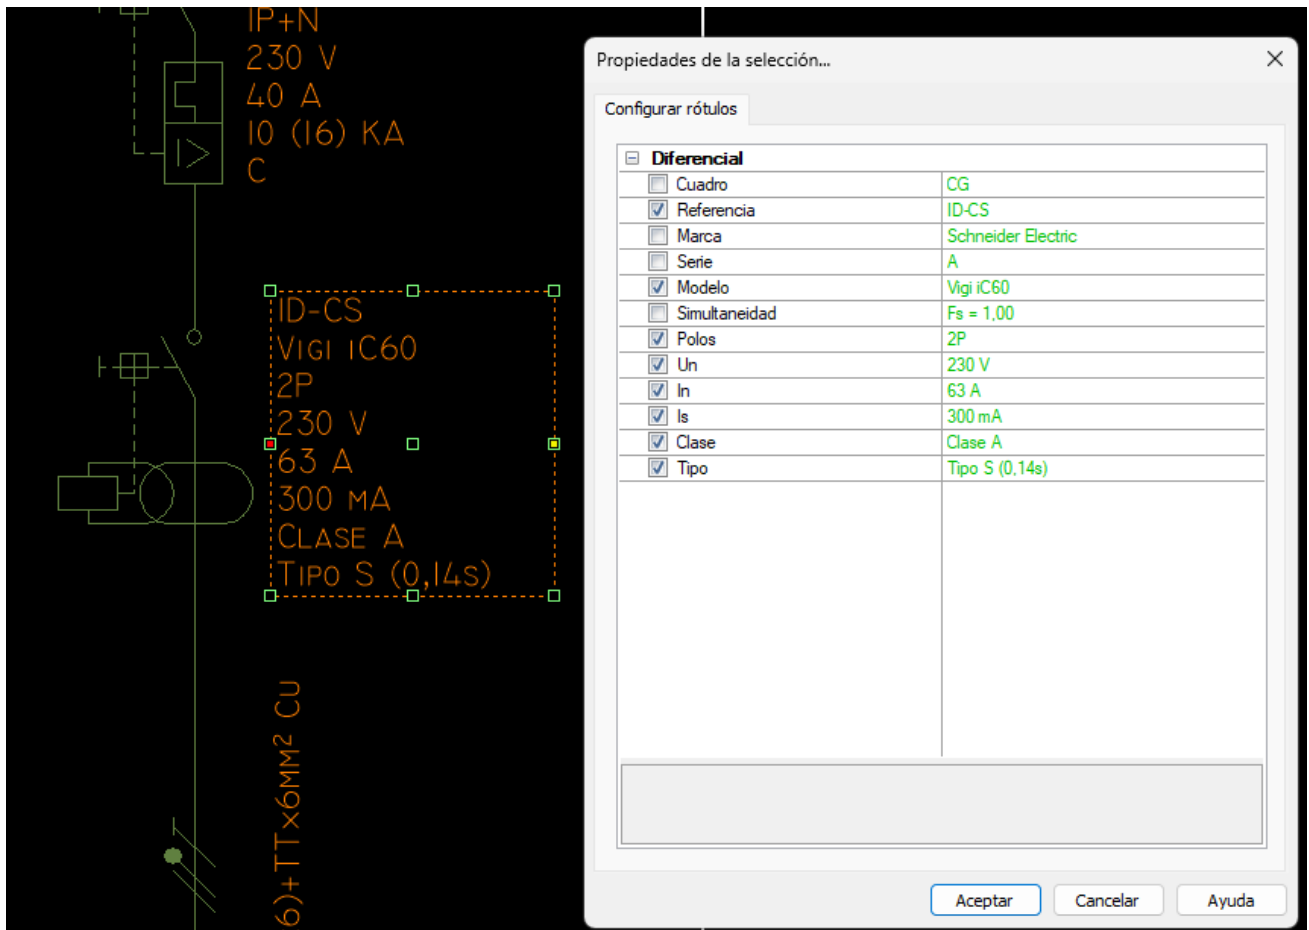 IP+N
230 V
40 A
10 (16) KA
C
ID-CS
VIGI IC60
2P
230 V
63 A
300 MA
CLASE A
TIPO S (0,14S)
6)+TTX6MM² CU
Propiedades de la selección...
Configurar rótulos
Diferencial
Cuadro CG
Referencia ID-CS
Marca Schneider Electric
Serie A
Modelo Vigi iC60
Simultaneidad Fs = 1,00
Polos 2P
Un 230 V
In 63 A
Is 300 mA
Clase Clase A
Tipo Tipo S (0,14s)
Aceptar Cancelar Ayuda